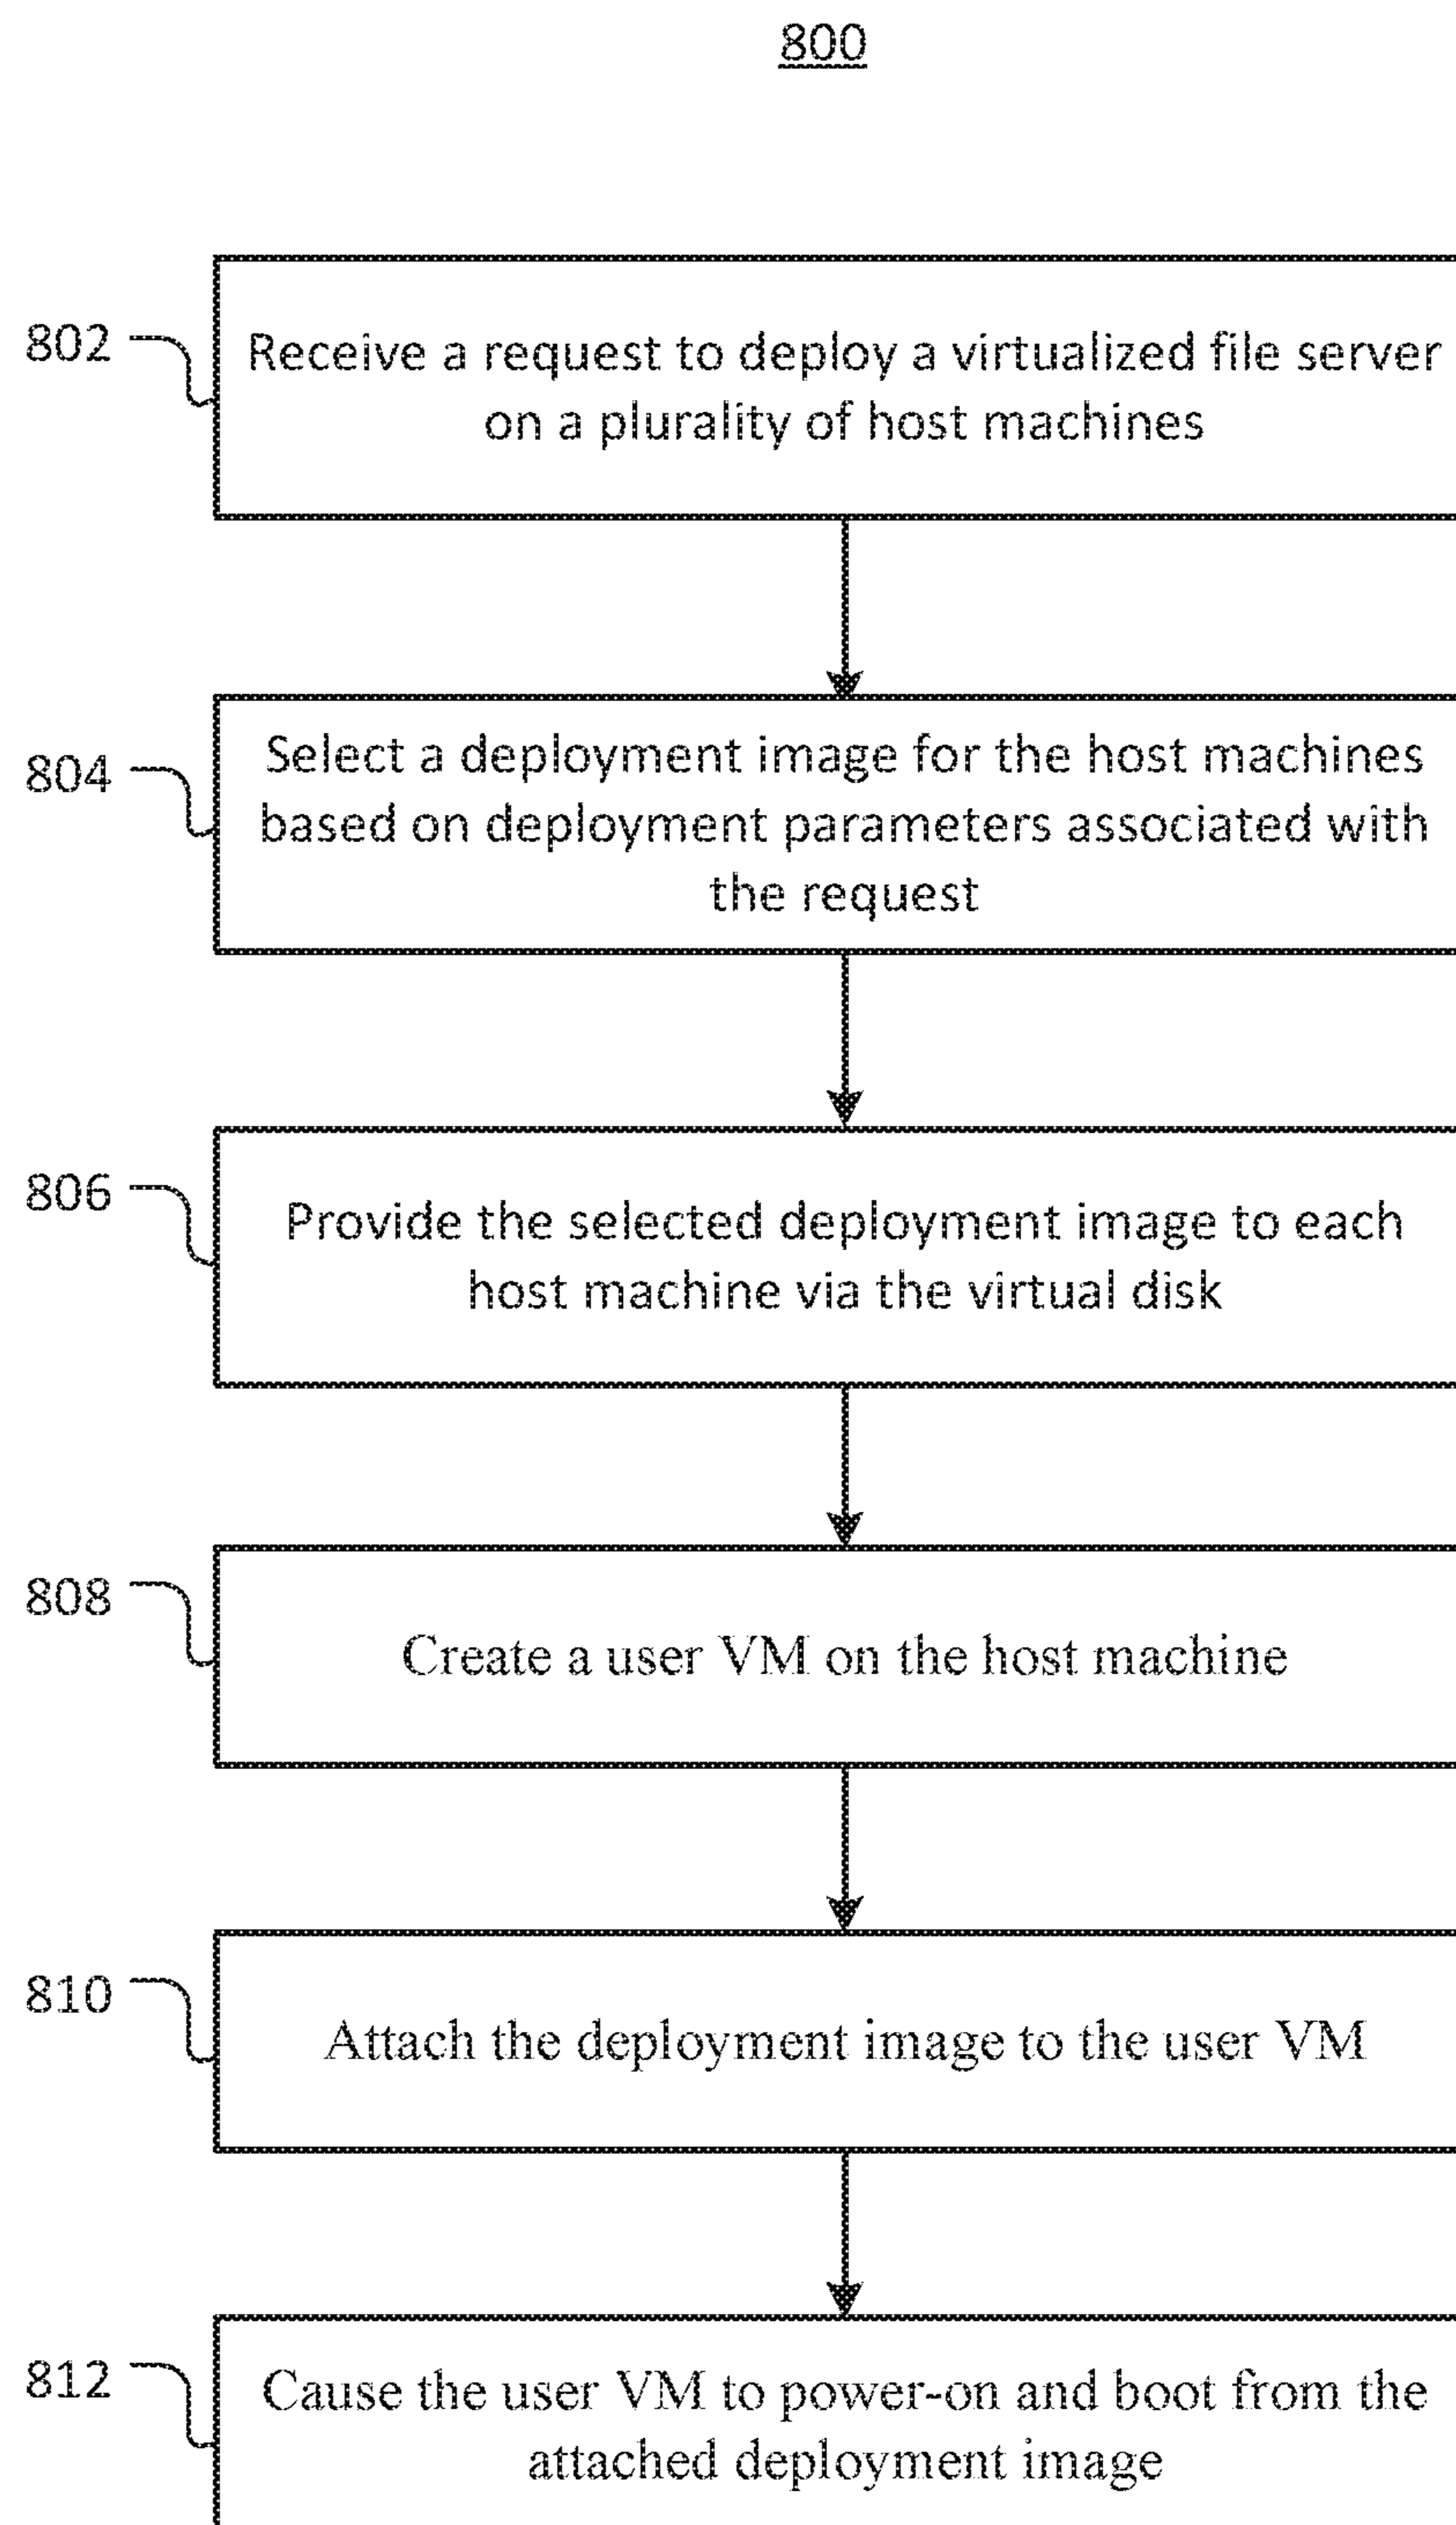 800
802
Receive a request to deploy a virtualized file server
on a plurality of host machines
804
Select a deployment image for the host machines
based on deployment parameters associated with
the request
806
Provide the selected deployment image to each
host machine via the virtual disk
808
Create a user VM on the host machine
810
Attach the deployment image to the user VM
812
Cause the user VM to power-on and boot from the
attached deployment image